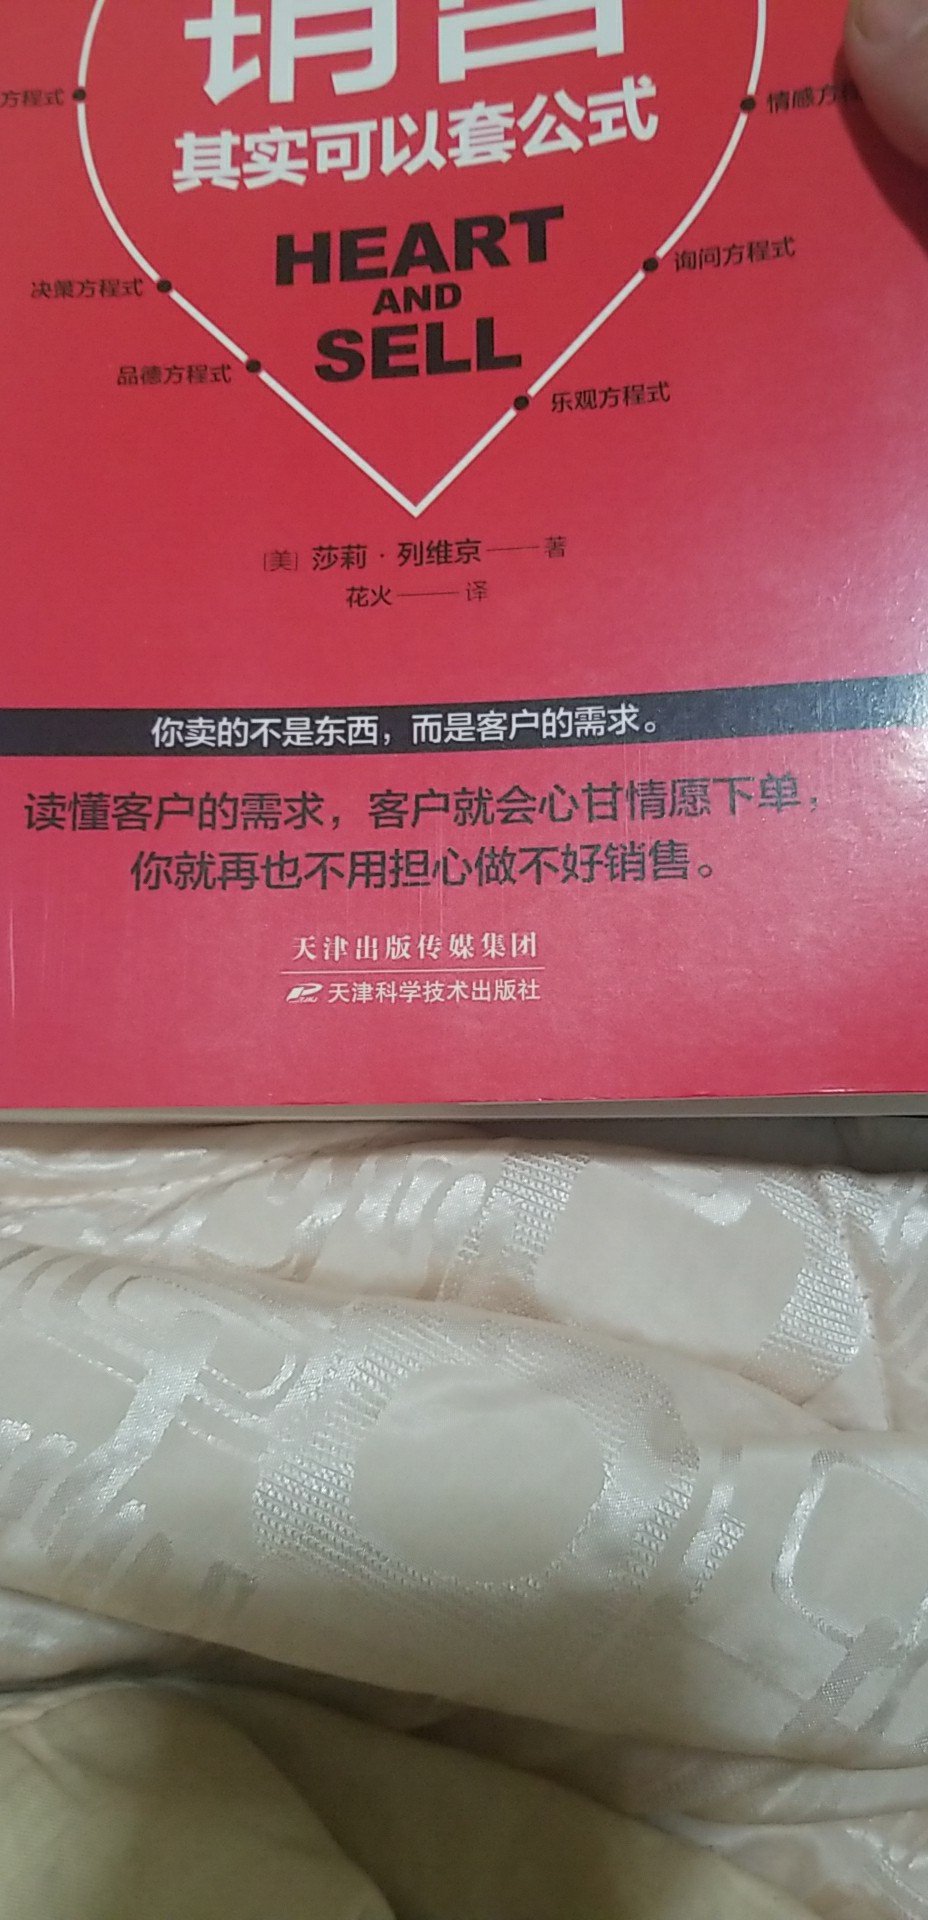 销售
其实可以套公式
方程式
情感方程
HEART
AND
SELL
决策方程式
询问方程式
品德方程式
乐观方程式
[美] 莎莉·列维京——著
花火——译
你卖的不是东西，而是客户的需求。
读懂客户的需求，客户就会心甘情愿下单，
你就再也不用担心做不好销售。
天津出版传媒集团
天津科学技术出版社